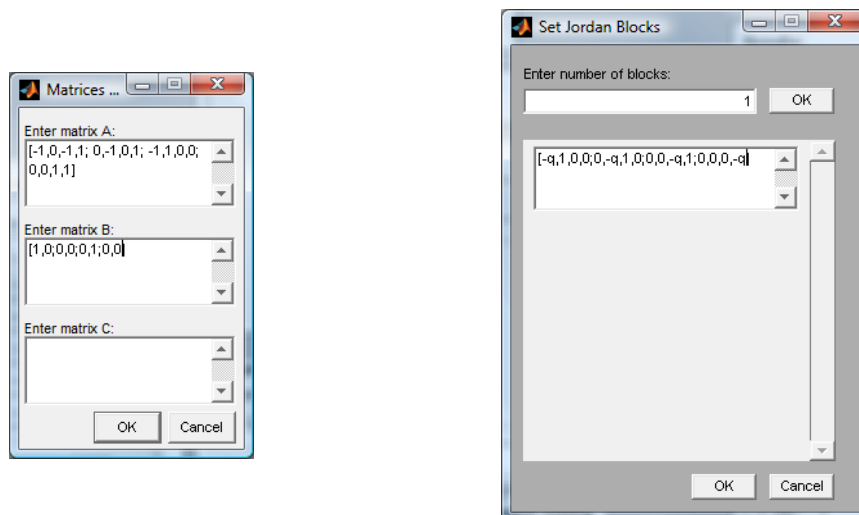 Matrices ...
Enter matrix A:
[-1,0,-1,1; 0,-1,0,1; -1,1,0,0;
0,0,1,1]
Enter matrix B:
[1,0;0,0;0,1;0,0
Enter matrix C:
OK Cancel
Set Jordan Blocks
Enter number of blocks:
1 OK
[-q,1,0,0;0,-q,1,0;0,0,-q,1;0,0,0,-q
OK Cancel